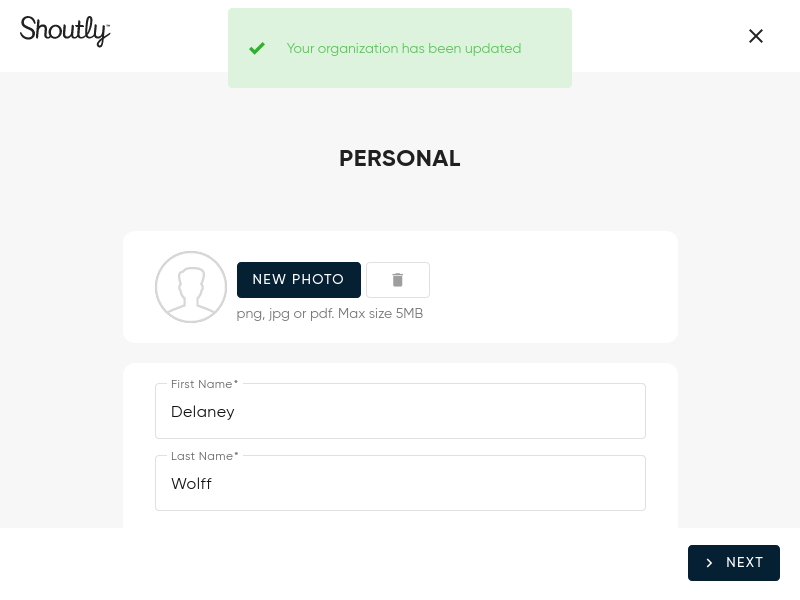 Shoutly™
Your organization has been updated
PERSONAL
NEW PHOTO
png, jpg or pdf. Max size 5MB
First Name*
Delaney
Last Name*
Wolff
NEXT